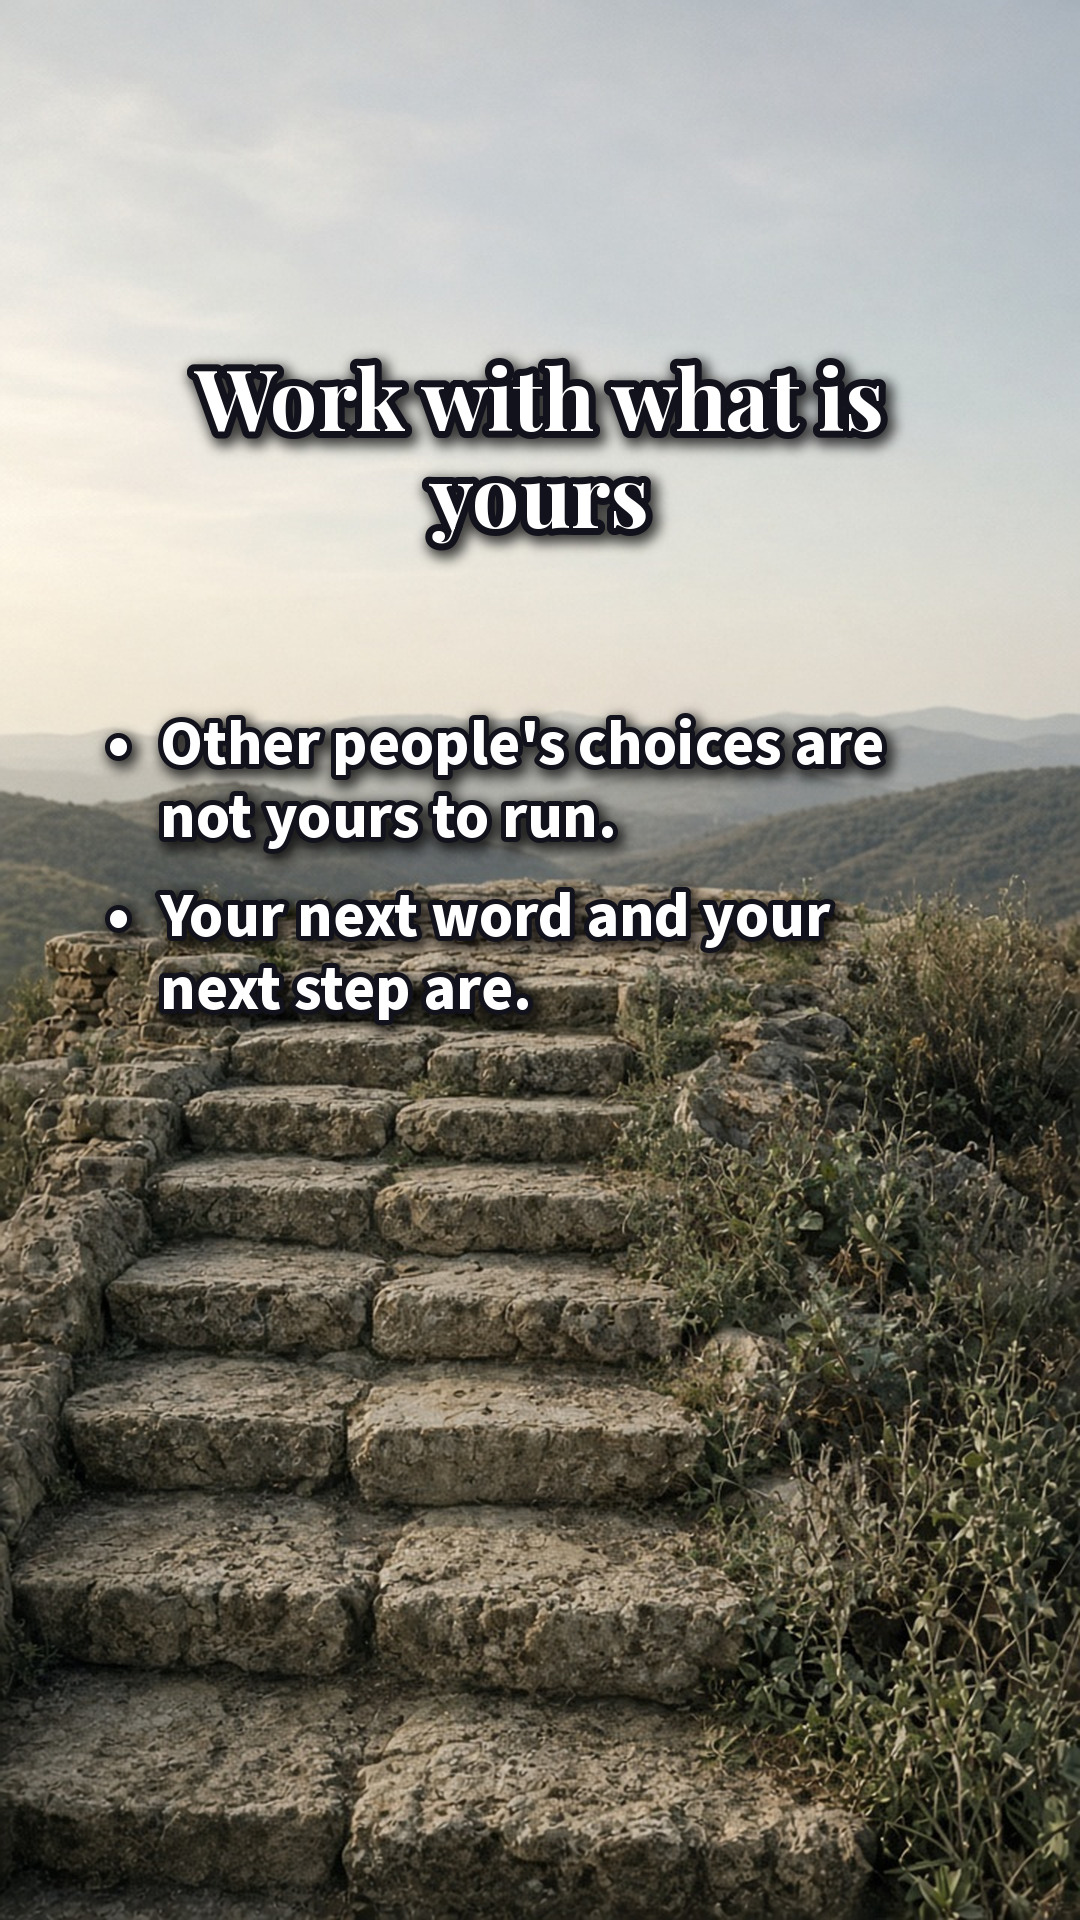 Work with what is
yours
• Other people's choices are
not yours to run.
• Your next word and your
next step are.